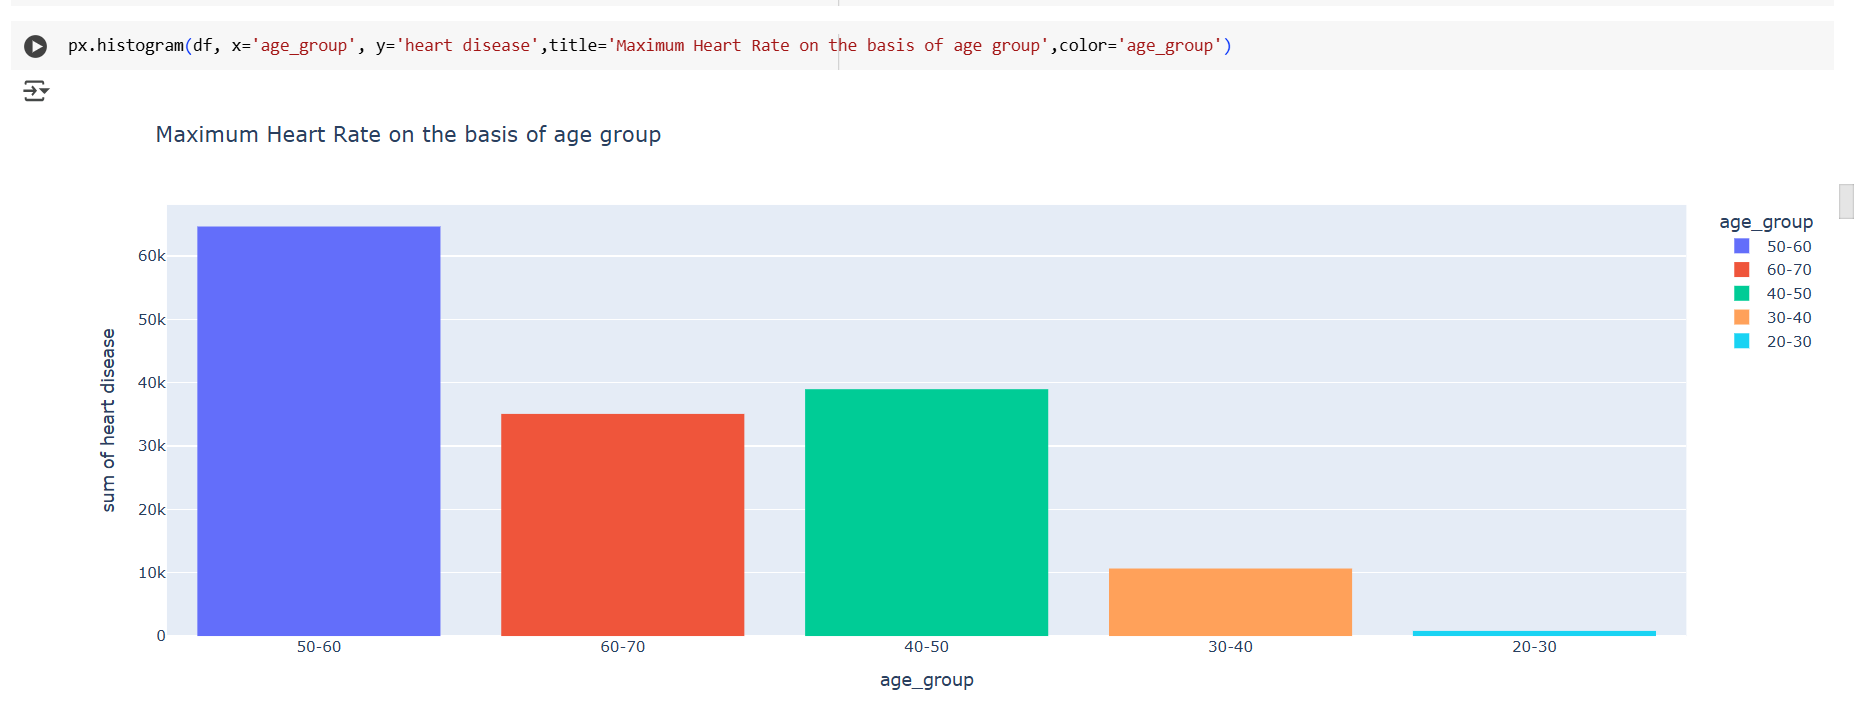 px.histogram(df, x='age_group', y='heart disease',title='Maximum Heart Rate on the basis of age group',color='age_group')
Maximum Heart Rate on the basis of age group
age_group
50-60
60-70
40-50
30-40
20-30
sum of heart disease
60k
50k
40k
30k
20k
10k
0
50-60 60-70 40-50 30-40 20-30
age_group